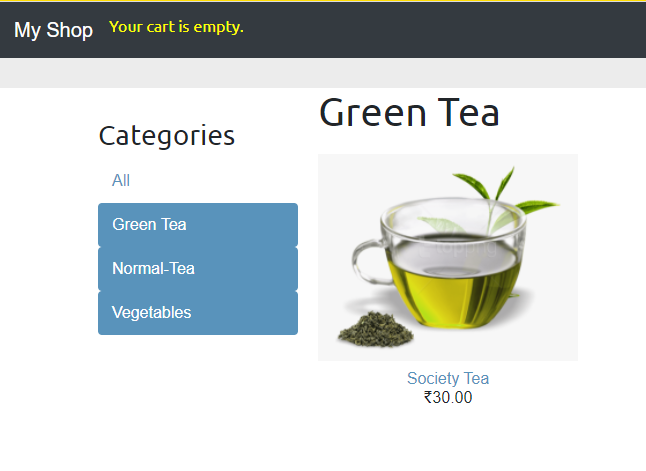 My Shop
Your cart is empty.
Categories
All
Green Tea
Normal-Tea
Vegetables
Green Tea
Society Tea
₹30.00